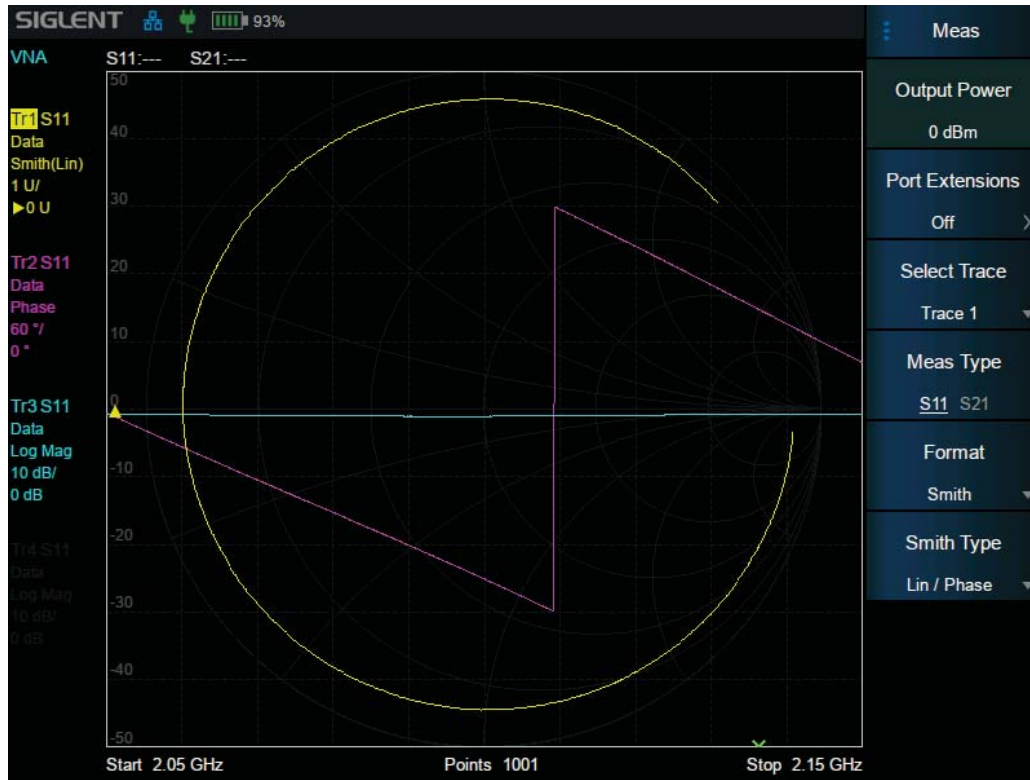 SIGLENT 93%
VNA
S11:--- S21:---
Tr1 S11
Data
Smith(Lin)
1 U/
▶0 U
Tr2 S11
Data
Phase
60 °/
0 °
Tr3 S11
Data
Log Mag
10 dB/
0 dB
Tr4 S11
Data
Log Mag
10 dB/
0 dB
50
40
30
20
10
0
-10
-20
-30
-40
-50
Start 2.05 GHz Points 1001 Stop 2.15 GHz
Meas
Output Power
0 dBm
Port Extensions
Off
Select Trace
Trace 1
Meas Type
S11 S21
Format
Smith
Smith Type
Lin / Phase